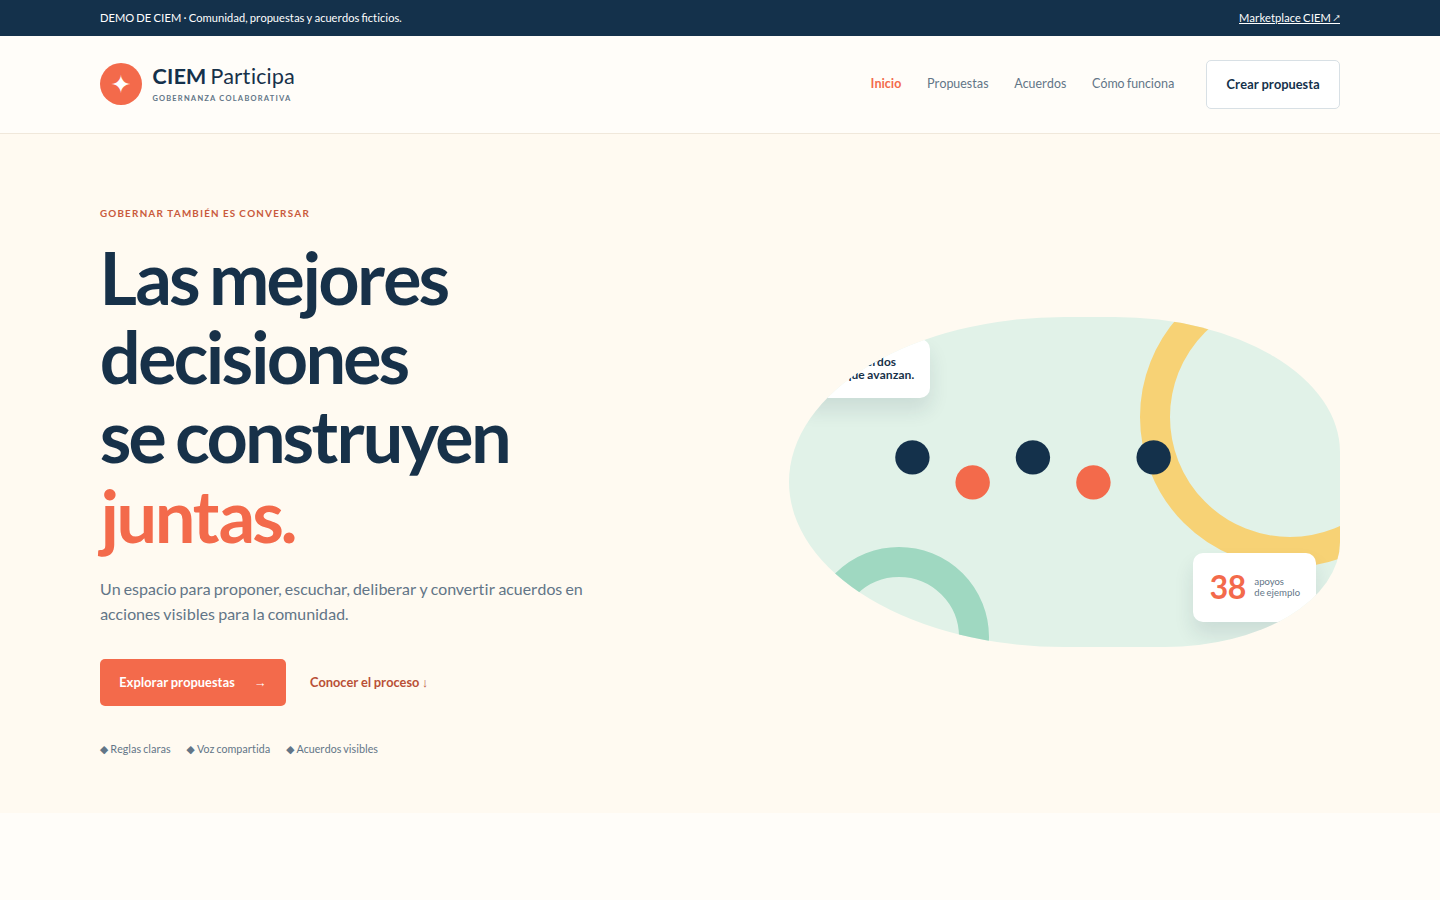 DEMO DE CIEM · Comunidad, propuestas y acuerdos ficticios.
Marketplace CIEM ↗
CIEM Participa
GOBERNANZA COLABORATIVA
Inicio
Propuestas
Acuerdos
Cómo funciona
Crear propuesta
GOBERNAR TAMBIÉN ES CONVERSAR
Las mejores
decisiones
se construyen
juntas.
Un espacio para proponer, escuchar, deliberar y convertir acuerdos en
acciones visibles para la comunidad.
Explorar propuestas →
Conocer el proceso ↓
◆ Reglas claras
◆ Voz compartida
◆ Acuerdos visibles
avanzan.
38
apoyos
de ejemplo